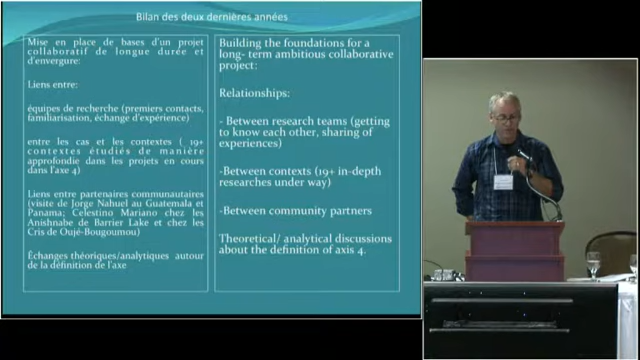 Bilan des deux dernières années
Mise en place de bases d'un projet
collaboratif de longue durée et
d'envergure:
Liens entre:
équipes de recherche (premiers contacts,
familiarisation, échange d'expérience)
entre les cas et les contextes ( 19+
contextes étudiés de manière
approfondie dans les projets en cours
dans l'axe 4)
Liens entre partenaires communautaires
(visite de Jorge Nahuel au Guatemala et
Panama; Celestino Mariano chez les
Anishnabe de Barrier Lake et chez les
Cris de Oujé-Bougoumou)
Échanges théoriques/analytiques autour
de la définition de l'axe
Building the foundations for a
long- term ambitious collaborative
project:
Relationships:
- Between research teams (getting
to know each other, sharing of
experiences)
-Between contexts (19+ in-depth
researches under way)
-Between community partners
Theoretical/ analytical discussions
about the definition of axis 4.